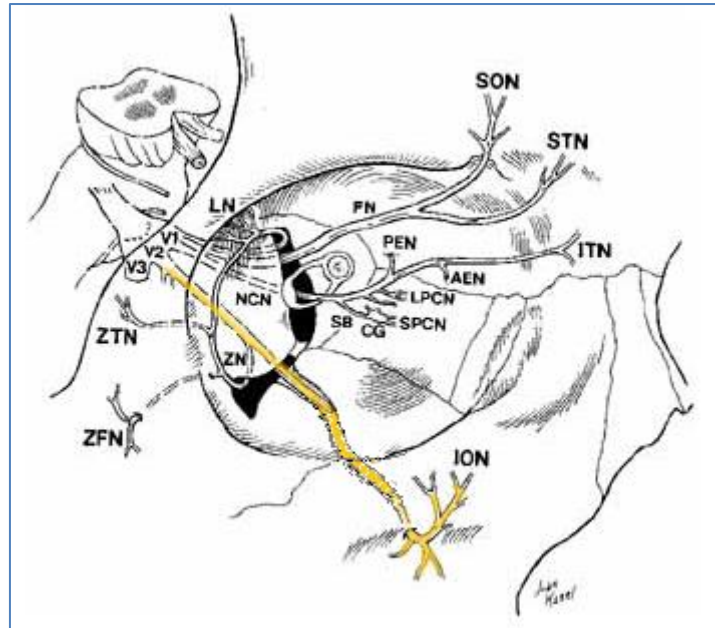 SON
STN
LN
FN
V1
PEN
ITN
V2
V3
AEN
NCN
LPCN
SB
SPCN
CG
ZTN
ZN
ZFN
ION